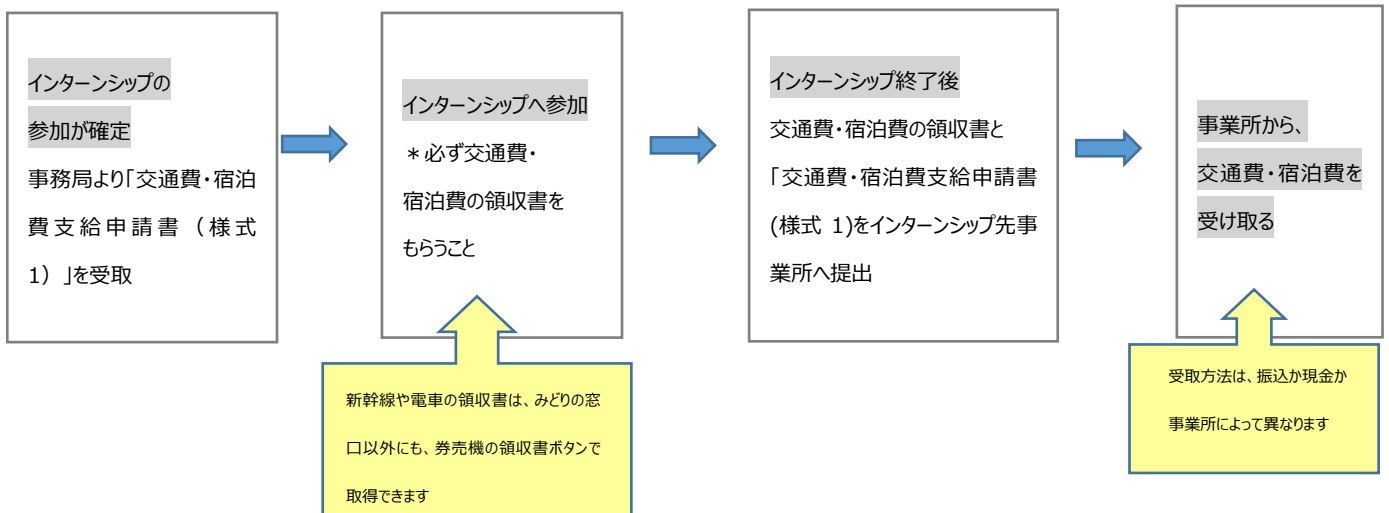 インターンシップの
参加が確定
事務局より「交通費・宿泊
費支給申請書（様式
1）」を受取
インターンシップへ参加
＊必ず交通費・
宿泊費の領収書を
もらうこと
インターンシップ終了後
交通費・宿泊費の領収書と
「交通費・宿泊費支給申請書
(様式 1)をインターンシップ先事
業所へ提出
事業所から、
交通費・宿泊費を
受け取る
新幹線や電車の領収書は、みどりの窓
口以外にも、券売機の領収書ボタンで
取得できます
受取方法は、振込か現金か
事業所によって異なります